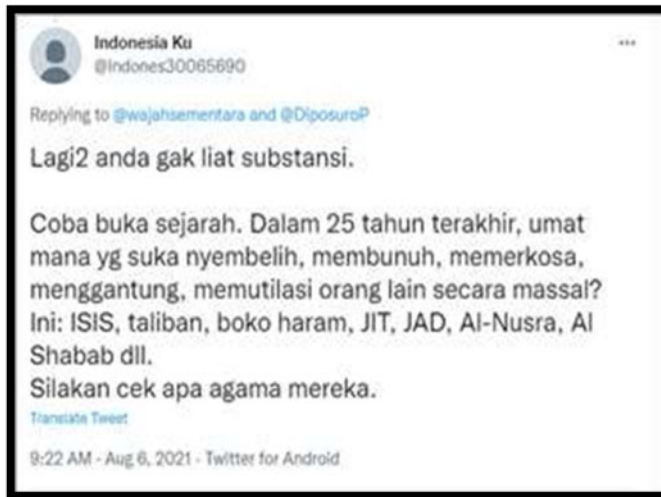 Indonesia Ku
@Indones30065690
Replying to @wajahsementara and @DiposuroP
Lagi2 anda gak liat substansi.
Coba buka sejarah. Dalam 25 tahun terakhir, umat
mana yg suka nyembelih, membunuh, memerkosa,
menggantung, memutilasi orang lain secara massal?
Ini: ISIS, taliban, boko haram, JIT, JAD, Al-Nusra, Al
Shabab dll.
Silakan cek apa agama mereka.
Translate Tweet
9:22 AM - Aug 6, 2021 - Twitter for Android